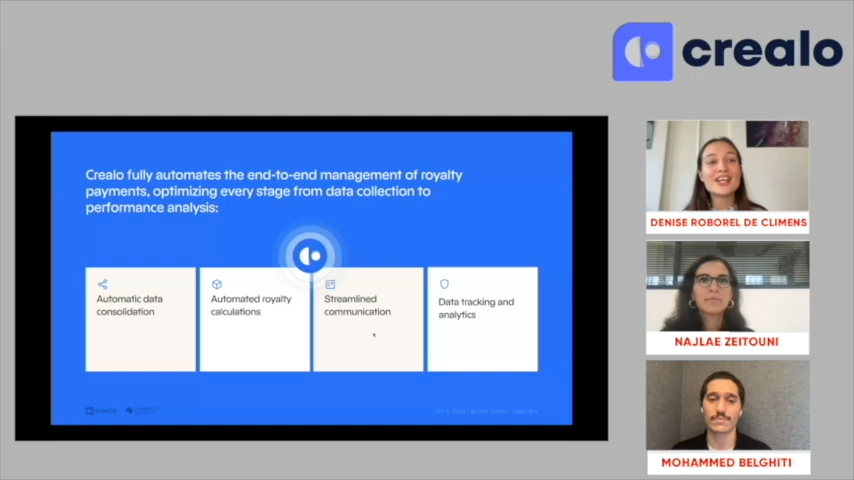 crealo
Crealo fully automates the end-to-end management of royalty
payments, optimizing every stage from data collection to
performance analysis:
Automatic data
consolidation
Automated royalty
calculations
Streamlined
communication
Data tracking and
analytics
crealo
DENISE ROBOREL DE CLIMENS
NAJLAE ZEITOUNI
MOHAMMED BELGHITI